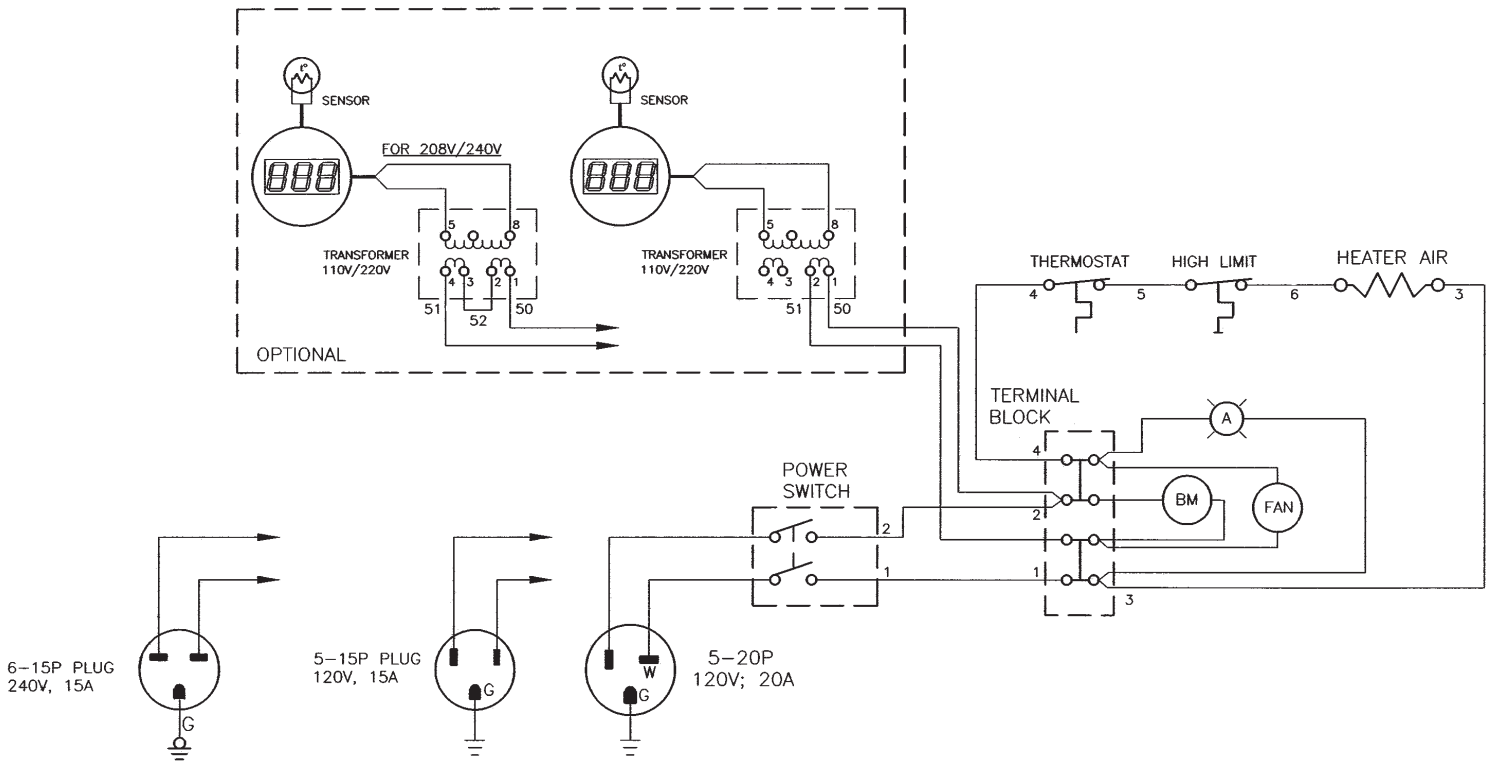 t°
SENSOR
FOR 208V/240V
888
5
8
TRANSFORMER
110V/220V
4
3
2
1
51
52
50
t°
SENSOR
888
5
8
TRANSFORMER
110V/220V
4
3
2
1
51
50
OPTIONAL
THERMOSTAT
HIGH LIMIT
HEATER AIR
4
5
6
3
TERMINAL
BLOCK
A
4
BM
FAN
2
1
3
POWER
SWITCH
2
1
6-15P PLUG
240V, 15A
G
5-15P PLUG
120V, 15A
G
W
G
5-20P
120V; 20A